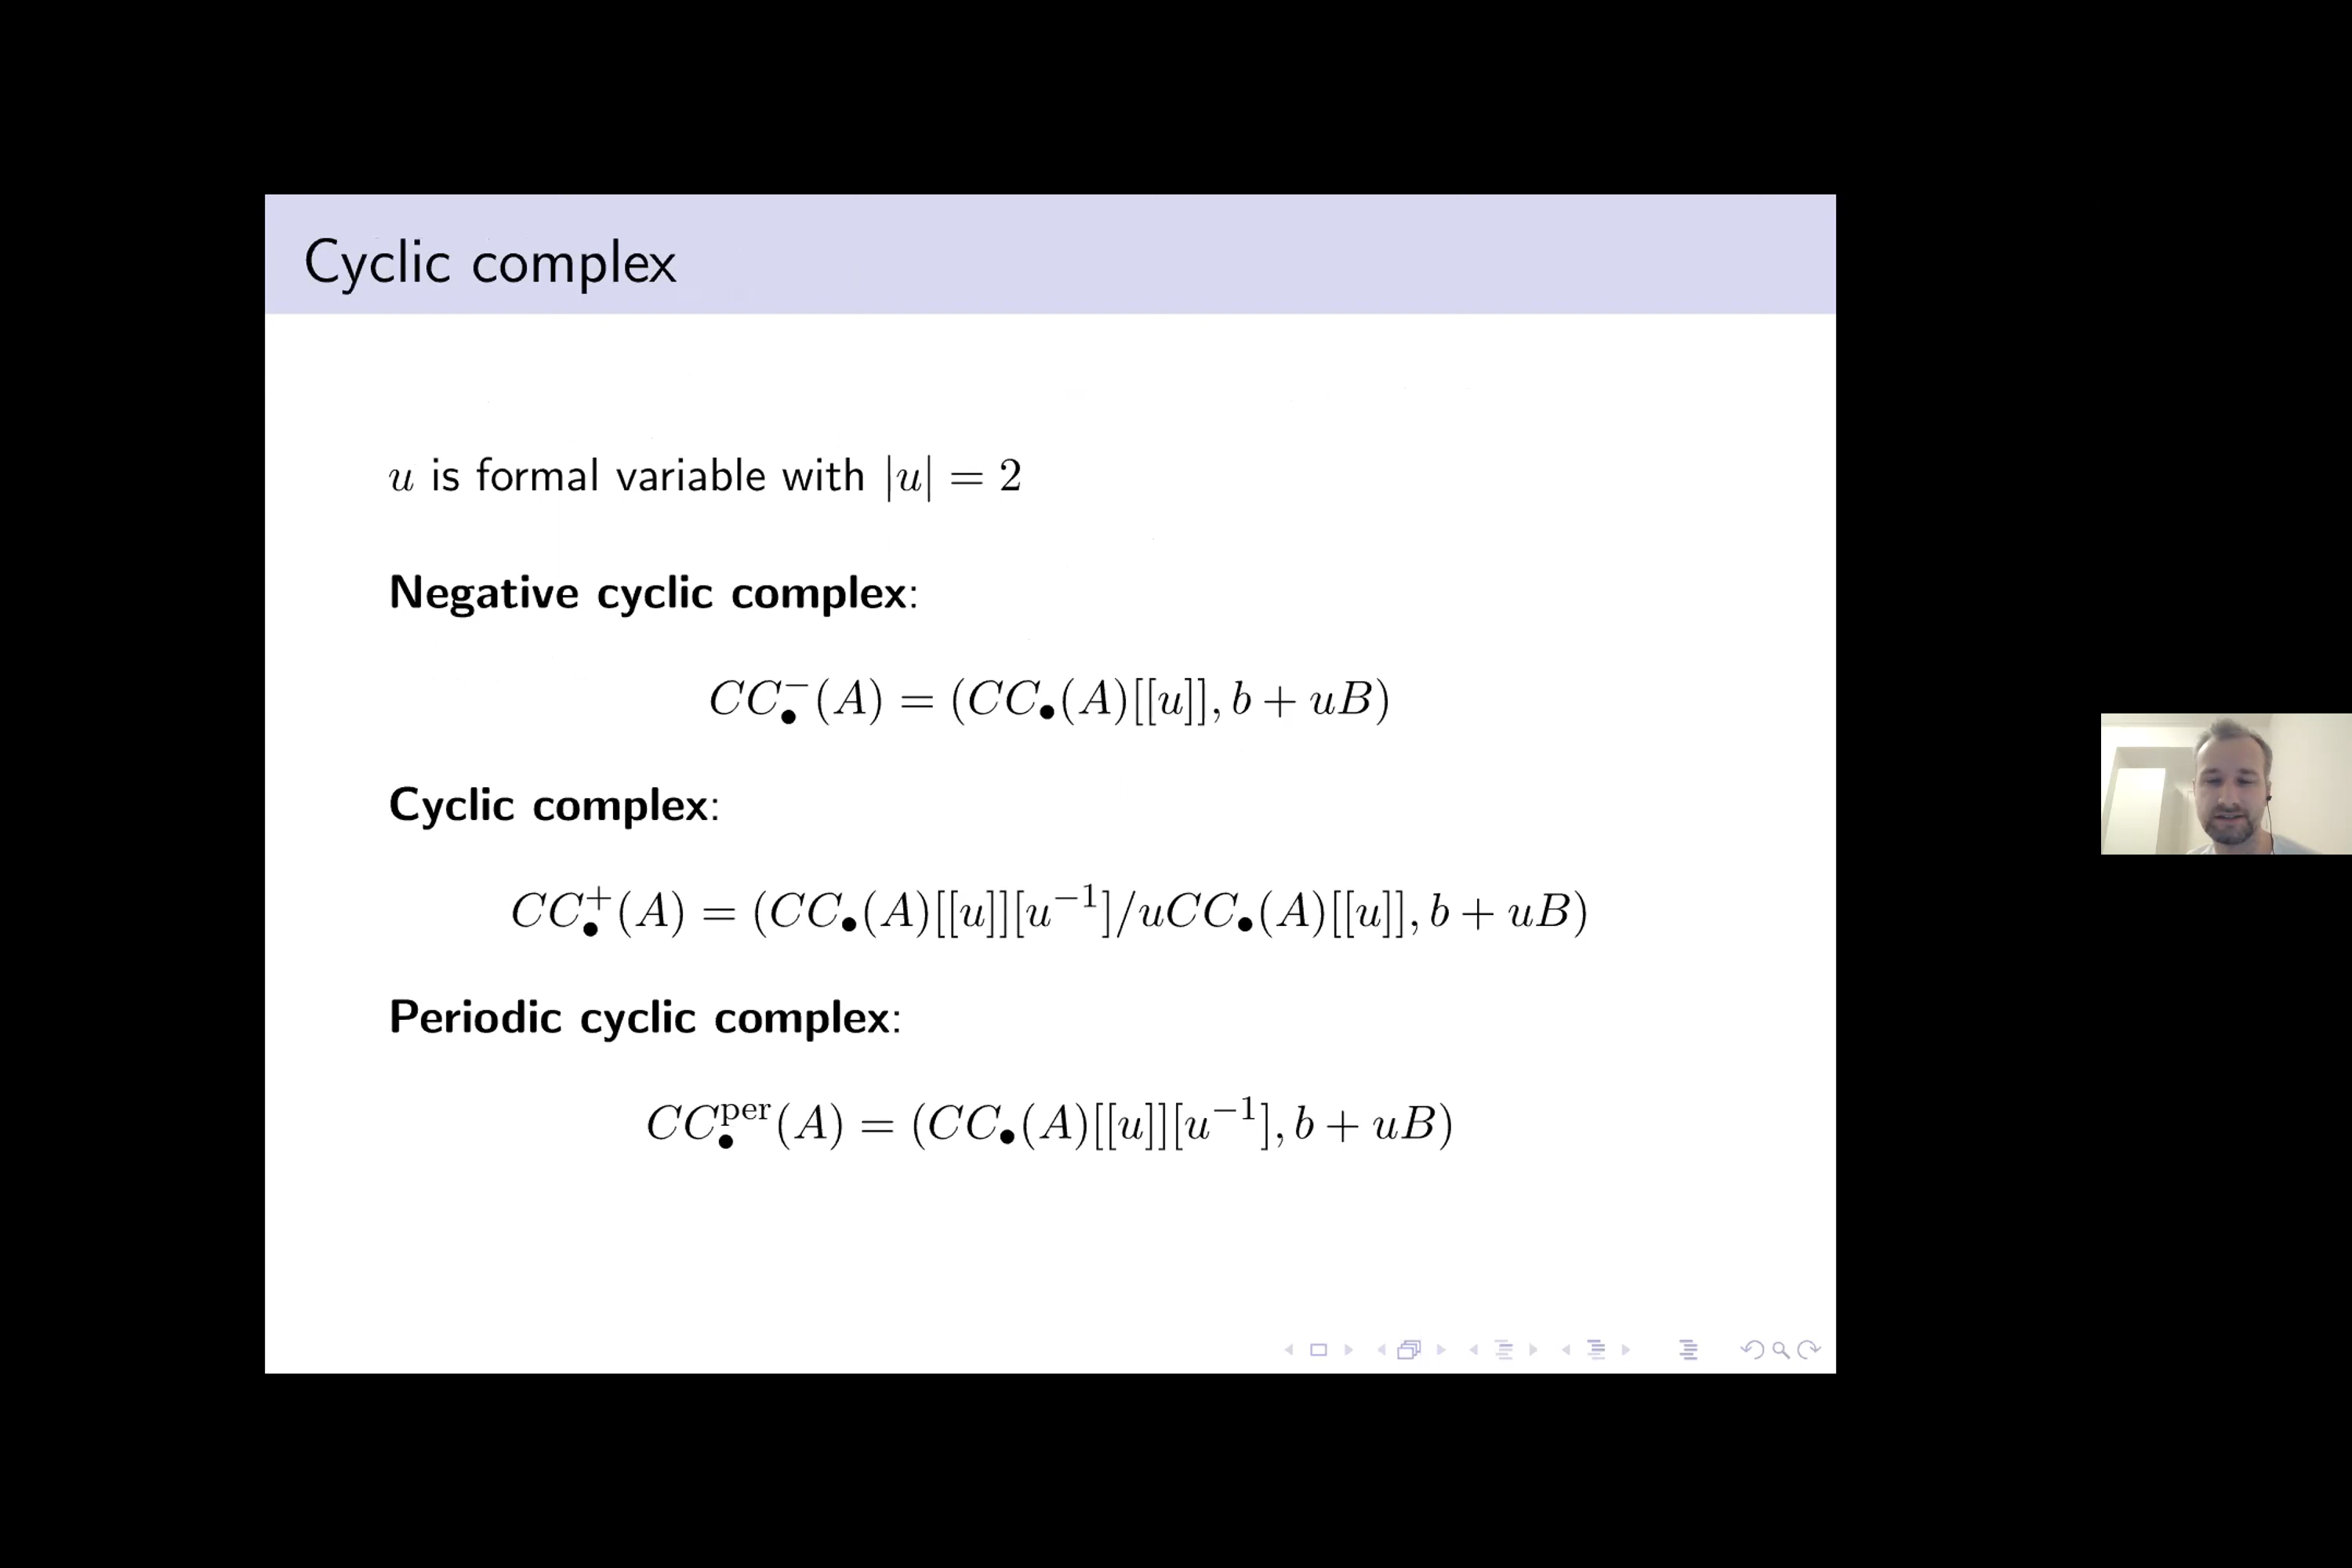 Cyclic complex
u is formal variable with |u| = 2
Negative cyclic complex:
CC•⁻(A) = (CC•(A)[[u]], b + uB)
Cyclic complex:
CC•⁺(A) = (CC•(A)[[u]][u⁻¹]/uCC•(A)[[u]], b + uB)
Periodic cyclic complex:
CC•ᵖᵉʳ(A) = (CC•(A)[[u]][u⁻¹], b + uB)